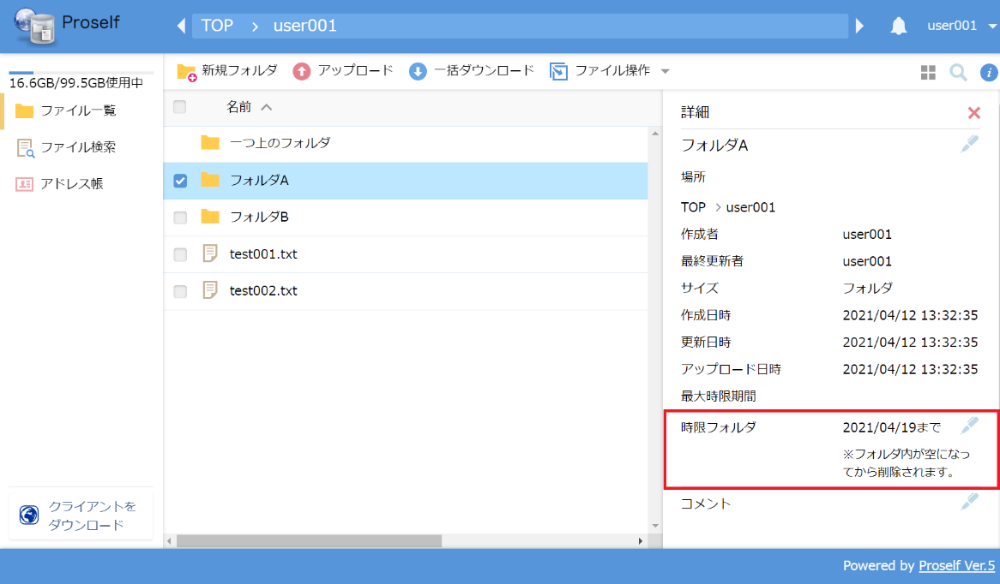 Proself
TOP > user001
user001
16.6GB/99.5GB使用中
ファイル一覧
ファイル検索
アドレス帳
クライアントを
ダウンロード
新規フォルダ アップロード 一括ダウンロード ファイル操作
名前
一つ上のフォルダ
フォルダA
フォルダB
test001.txt
test002.txt
詳細
フォルダA
場所
TOP > user001
作成者 user001
最終更新者 user001
サイズ フォルダ
作成日時 2021/04/12 13:32:35
更新日時 2021/04/12 13:32:35
アップロード日時 2021/04/12 13:32:35
最大時限期間
時限フォルダ 2021/04/19まで
※フォルダ内が空になっ
てから削除されます。
コメント
Powered by Proself Ver.5